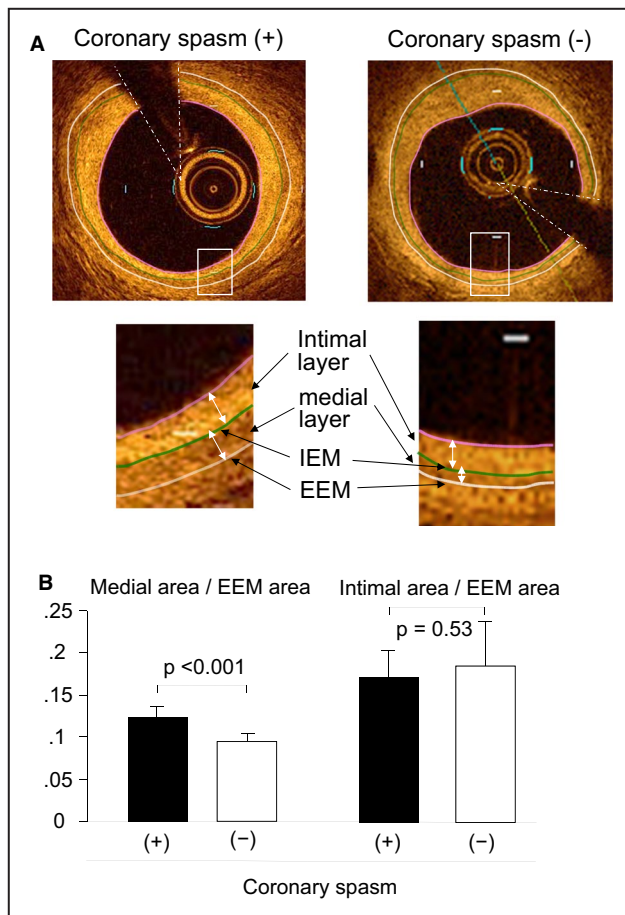 A
Coronary spasm (+)
Coronary spasm (-)
Intimal
layer
medial
layer
IEM
EEM
B
Medial area / EEM area
Intimal area / EEM area
.25
.2
.15
.1
.05
0
p <0.001
p = 0.53
(+)
(−)
(+)
(−)
Coronary spasm